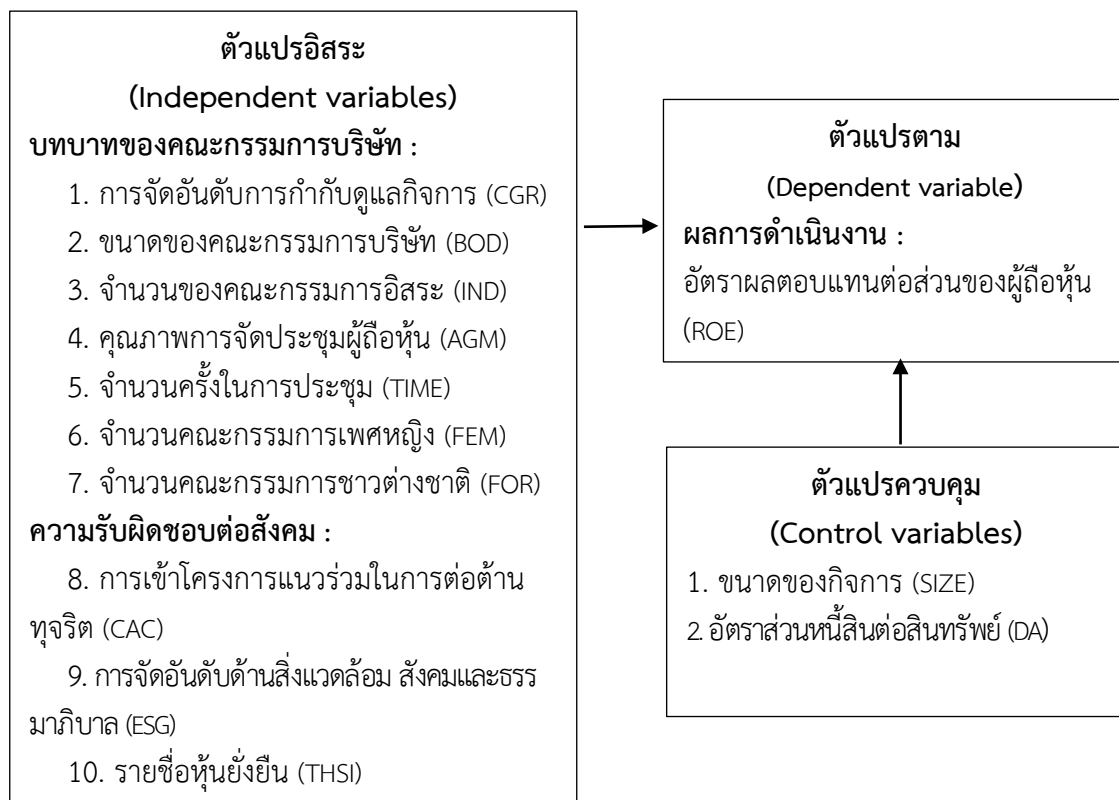 ตัวแปรอิสระ
(Independent variables)
บทบาทของคณะกรรมการบริษัท :
1. การจัดอันดับการกำกับดูแลกิจการ (CGR)
2. ขนาดของคณะกรรมการบริษัท (BOD)
3. จำนวนของคณะกรรมการอิสระ (IND)
4. คุณภาพการจัดประชุมผู้ถือหุ้น (AGM)
5. จำนวนครั้งในการประชุม (TIME)
6. จำนวนคณะกรรมการเพศหญิง (FEM)
7. จำนวนคณะกรรมการชาวต่างชาติ (FOR)
ความรับผิดชอบต่อสังคม :
8. การเข้าโครงการแนวร่วมในการต่อต้าน
ทุจริต (CAC)
9. การจัดอันดับด้านสิ่งแวดล้อม สังคมและธรร
มาภิบาล (ESG)
10. รายชื่อหุ้นยั่งยืน (THSI)
ตัวแปรตาม
(Dependent variable)
ผลการดำเนินงาน :
อัตราผลตอบแทนต่อส่วนของผู้ถือหุ้น
(ROE)
ตัวแปรควบคุม
(Control variables)
1. ขนาดของกิจการ (SIZE)
2. อัตราส่วนหนี้สินต่อสินทรัพย์ (DA)